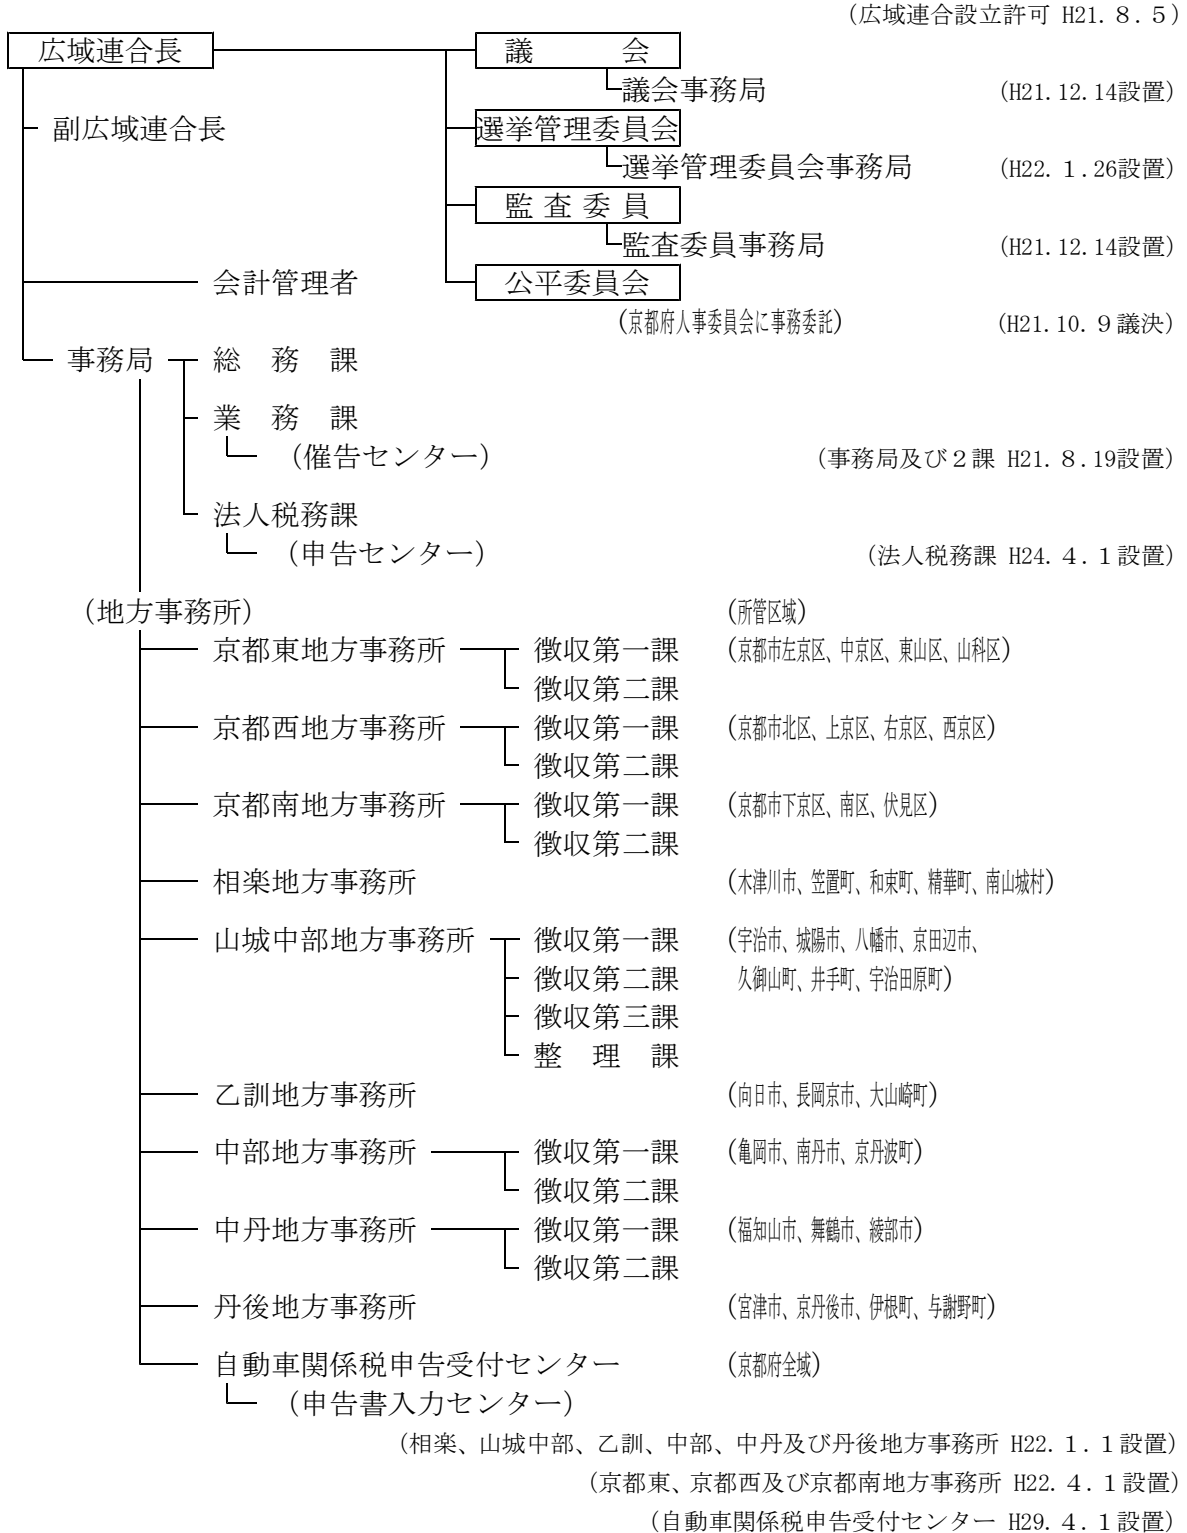 (広域連合設立許可 H21.８.５)
広域連合長 議 会
議会事務局 (H21.12.14設置)
副広域連合長 選挙管理委員会
選挙管理委員会事務局 (H22.１.26設置)
監 査 委 員
監査委員事務局 (H21.12.14設置)
会計管理者 公平委員会
(京都府人事委員会に事務委託) (H21.10.９議決)
事務局 総 務 課
業 務 課
(催告センター) (事務局及び２課 H21.８.19設置)
法人税務課
(申告センター) (法人税務課 H24.４.１設置)
(地方事務所) (所管区域)
京都東地方事務所 徴収第一課 (京都市左京区、中京区、東山区、山科区)
徴収第二課
京都西地方事務所 徴収第一課 (京都市北区、上京区、右京区、西京区)
徴収第二課
京都南地方事務所 徴収第一課 (京都市下京区、南区、伏見区)
徴収第二課
相楽地方事務所 (木津川市、笠置町、和束町、精華町、南山城村)
山城中部地方事務所 徴収第一課 (宇治市、城陽市、八幡市、京田辺市、
徴収第二課 久御山町、井手町、宇治田原町)
徴収第三課
整 理 課
乙訓地方事務所 (向日市、長岡京市、大山崎町)
中部地方事務所 徴収第一課 (亀岡市、南丹市、京丹波町)
徴収第二課
中丹地方事務所 徴収第一課 (福知山市、舞鶴市、綾部市)
徴収第二課
丹後地方事務所 (宮津市、京丹後市、伊根町、与謝野町)
自動車関係税申告受付センター (京都府全域)
(申告書入力センター)
(相楽、山城中部、乙訓、中部、中丹及び丹後地方事務所 H22.１.１設置)
(京都東、京都西及び京都南地方事務所 H22.４.１設置)
(自動車関係税申告受付センター H29.４.１設置)